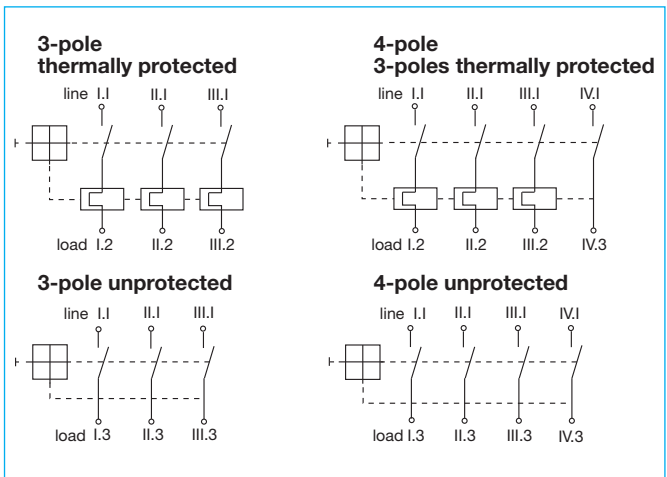 3-pole
thermally protected
line I.I II.I III.I
load I.2 II.2 III.2
4-pole
3-poles thermally protected
line I.I II.I III.I IV.I
load I.2 II.2 III.2 IV.3
3-pole unprotected
line I.I II.I III.I
load I.3 II.3 III.3
4-pole unprotected
line I.I II.I III.I IV.I
load I.3 II.3 III.3 IV.3